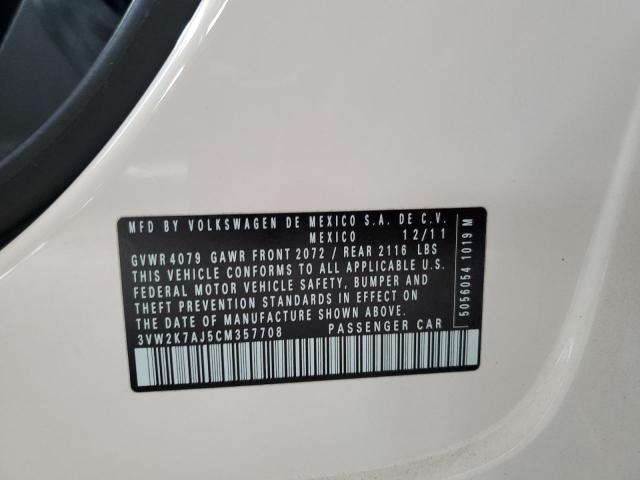 MFD BY VOLKSWAGEN DE MEXICO S.A. DE C.V.
MEXICO 12/11
GVWR 4079 GAWR FRONT 2072 / REAR 2116 LBS
THIS VEHICLE CONFORMS TO ALL APPLICABLE U.S.
FEDERAL MOTOR VEHICLE SAFETY, BUMPER AND
THEFT PREVENTION STANDARDS IN EFFECT ON
THE DATE OF MANUFACTURE SHOWN ABOVE.
3VW2K7AJ5CM357708 PASSENGER CAR
5056054 1019 M